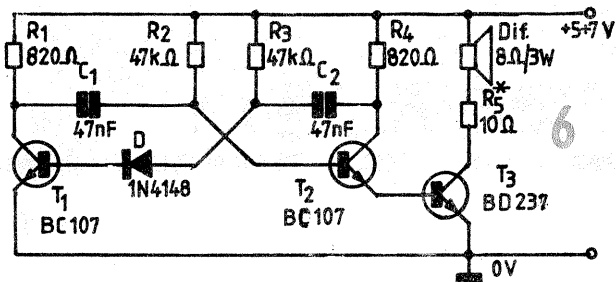 R1
820Ω
R2
47kΩ
R3
47kΩ
R4
820Ω
Dif.
8Ω/3W
+5÷7V
C1
47nF
C2
47nF
R5*
10Ω
6
D
1N4148
T1
BC107
T2
BC107
T3
BD237
0V